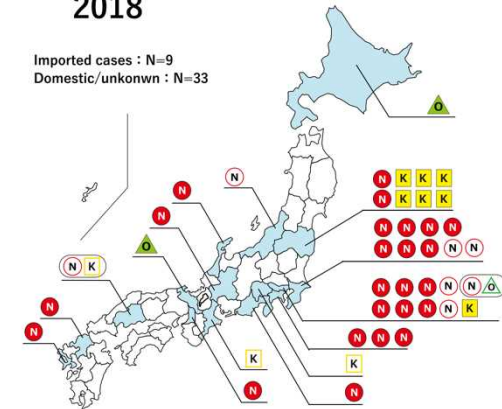 2018
Imported cases：N=9
Domestic/unkonwn：N=33
O
N
N
N K K K
N K K K
N
N N N N
O
N N N N N
N K
N N N N N O
N N N N K
N
N N N
N
K
K
N
N